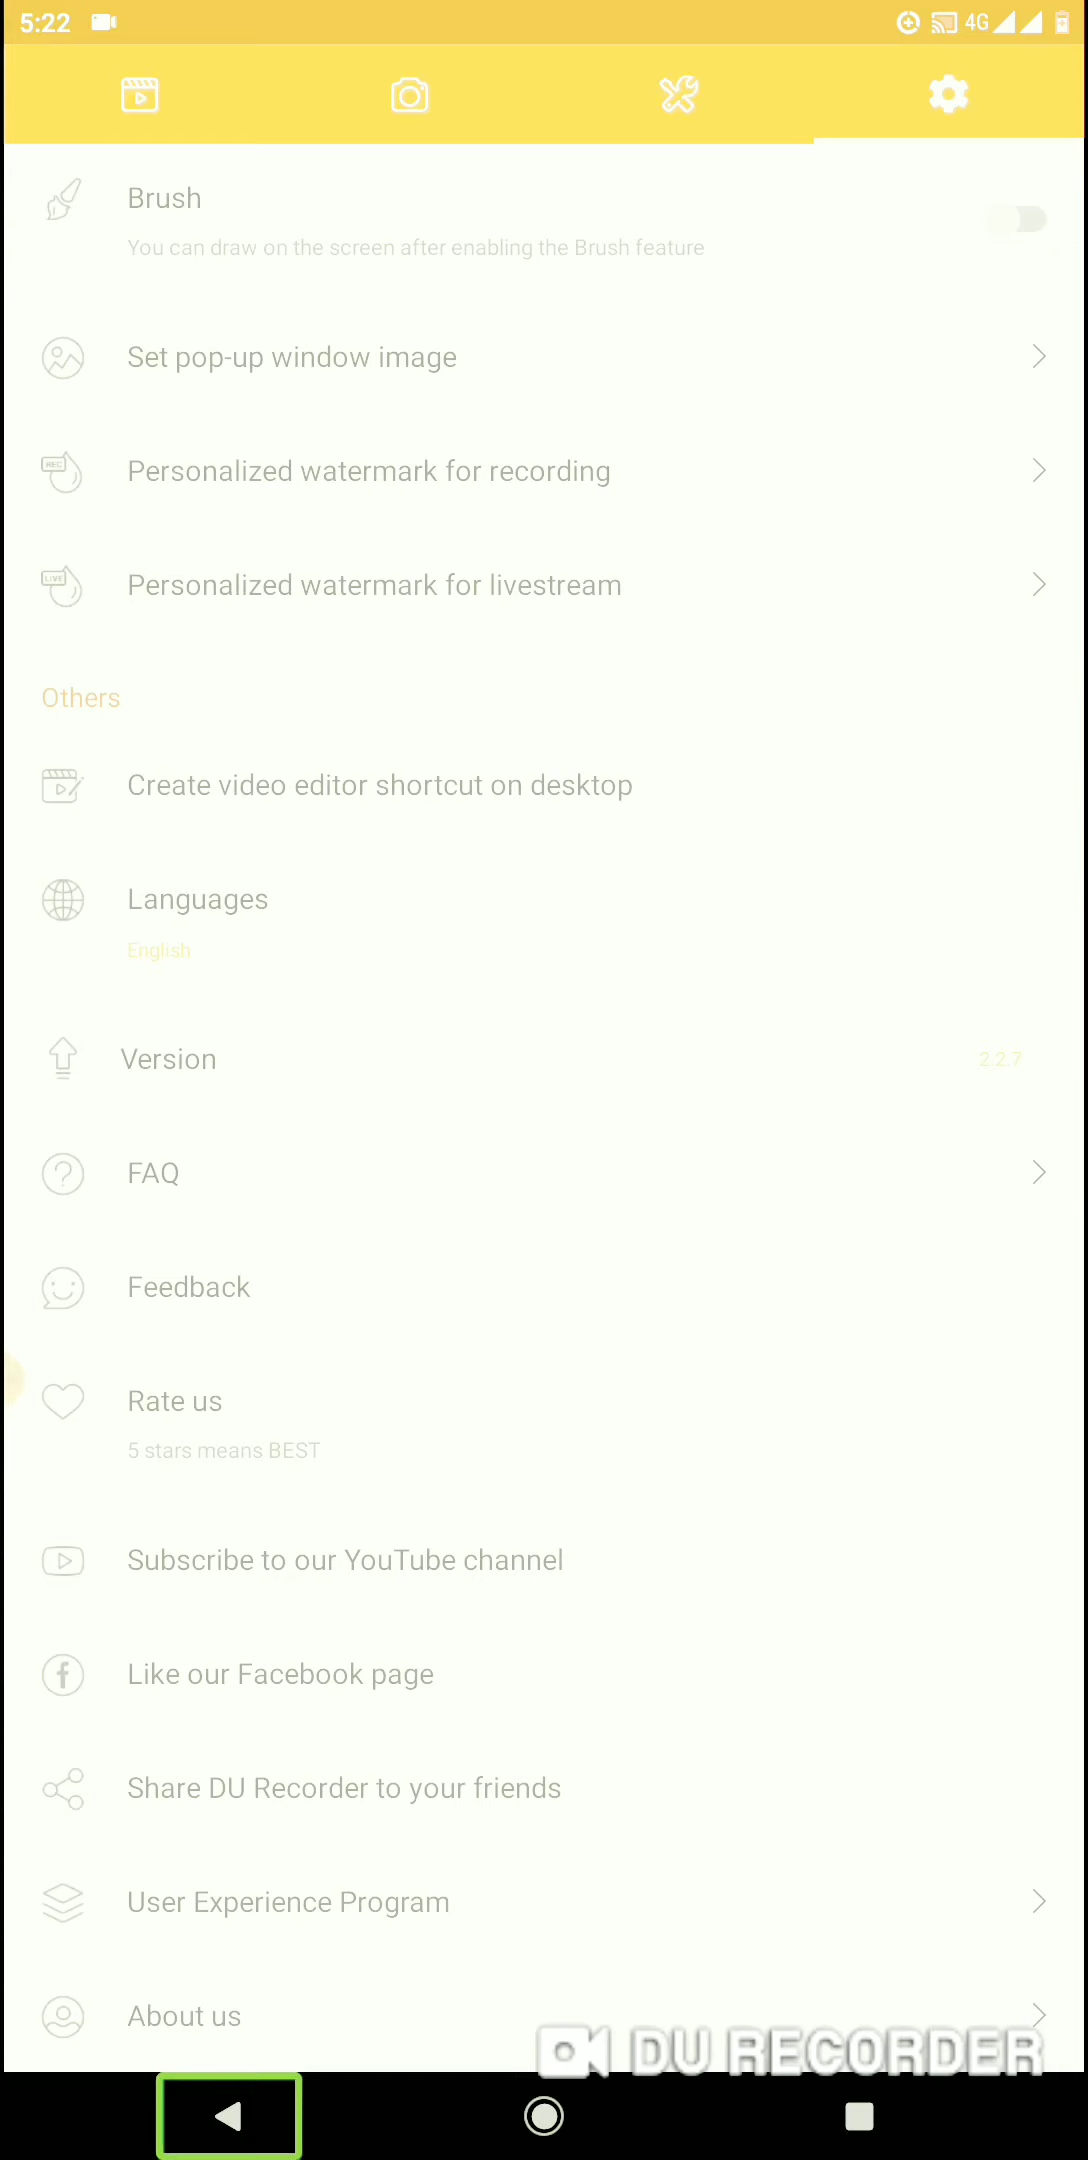 5:22
4G
Brush
You can draw on the screen after enabling the Brush feature
Set pop-up window image
REC
Personalized watermark for recording
LIVE
Personalized watermark for livestream
Others
Create video editor shortcut on desktop
Languages
English
Version 2.2.7
FAQ
Feedback
Rate us
5 stars means BEST
Subscribe to our YouTube channel
Like our Facebook page
Share DU Recorder to your friends
User Experience Program
About us
DU RECORDER